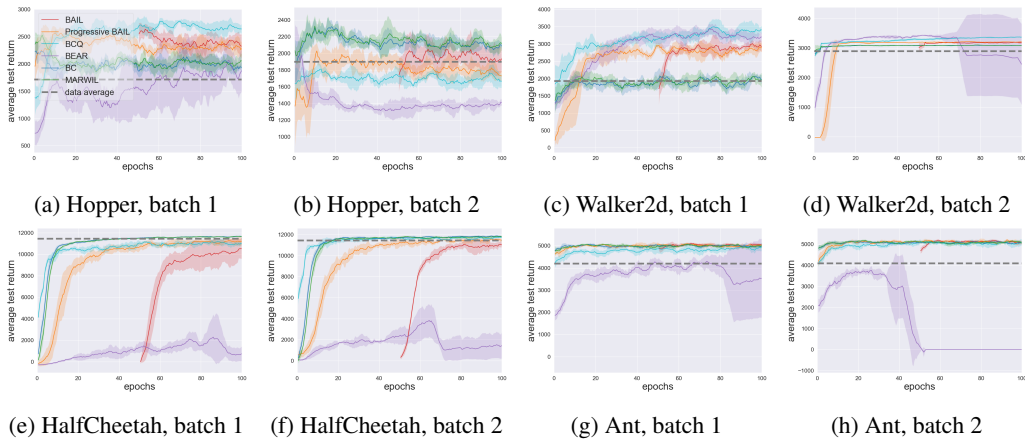 BAIL
Progressive BAIL
BCQ
BEAR
BC
MARWIL
data average
average test return
3000
2500
2000
1500
1000
500
0 20 40 60 80 100
epochs
(a) Hopper, batch 1
average test return
2400
2200
2000
1800
1600
1400
1200
1000
0 20 40 60 80 100
epochs
(b) Hopper, batch 2
average test return
4000
3500
3000
2500
2000
1500
1000
500
0
0 20 40 60 80 100
epochs
(c) Walker2d, batch 1
average test return
4000
3000
2000
1000
0
0 20 40 60 80 100
epochs
(d) Walker2d, batch 2
average test return
12000
10000
8000
6000
4000
2000
0
0 20 40 60 80 100
epochs
(e) HalfCheetah, batch 1
average test return
12000
10000
8000
6000
4000
2000
0
0 20 40 60 80 100
epochs
(f) HalfCheetah, batch 2
average test return
5000
4000
3000
2000
1000
0
0 20 40 60 80 100
epochs
(g) Ant, batch 1
average test return
5000
4000
3000
2000
1000
0
−1000
0 20 40 60 80 100
epochs
(h) Ant, batch 2